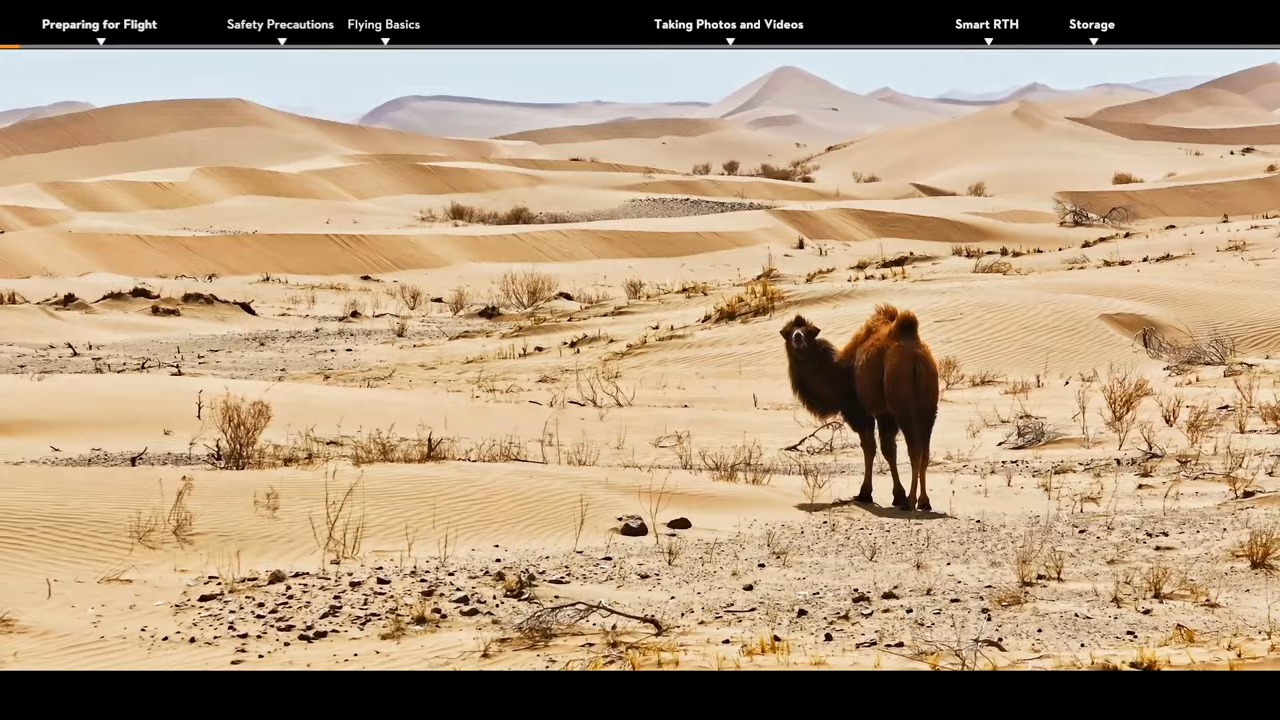 Preparing for Flight
Safety Precautions
Flying Basics
Taking Photos and Videos
Smart RTH
Storage